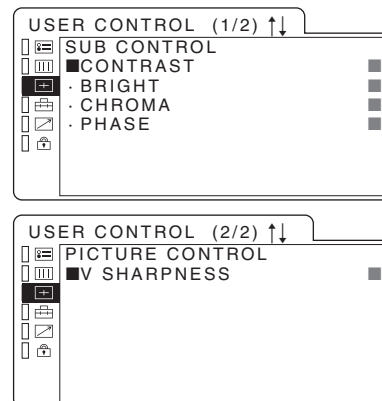 USER CONTROL (1/2) ↑↓
SUB CONTROL
■CONTRAST ■
· BRIGHT ■
· CHROMA ■
· PHASE ■
USER CONTROL (2/2) ↑↓
PICTURE CONTROL
■V SHARPNESS ■